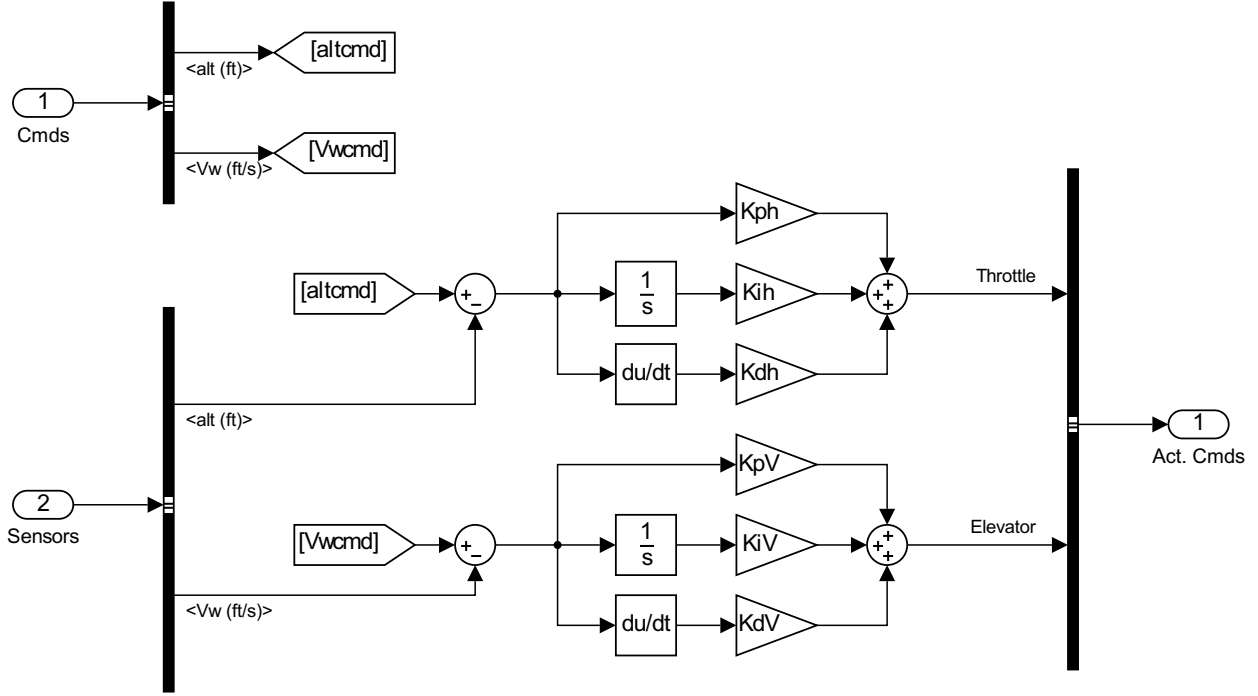 [altcmd]
<alt (ft)>
1
Cmds
[Vwcmd]
<Vw (ft/s)>
Kph
[altcmd]
+
−
1
s
Kih
+
+
+
Throttle
du/dt
Kdh
<alt (ft)>
1
Act. Cmds
KpV
2
Sensors
[Vwcmd]
+
−
1
s
KiV
+
+
+
Elevator
<Vw (ft/s)>
du/dt
KdV